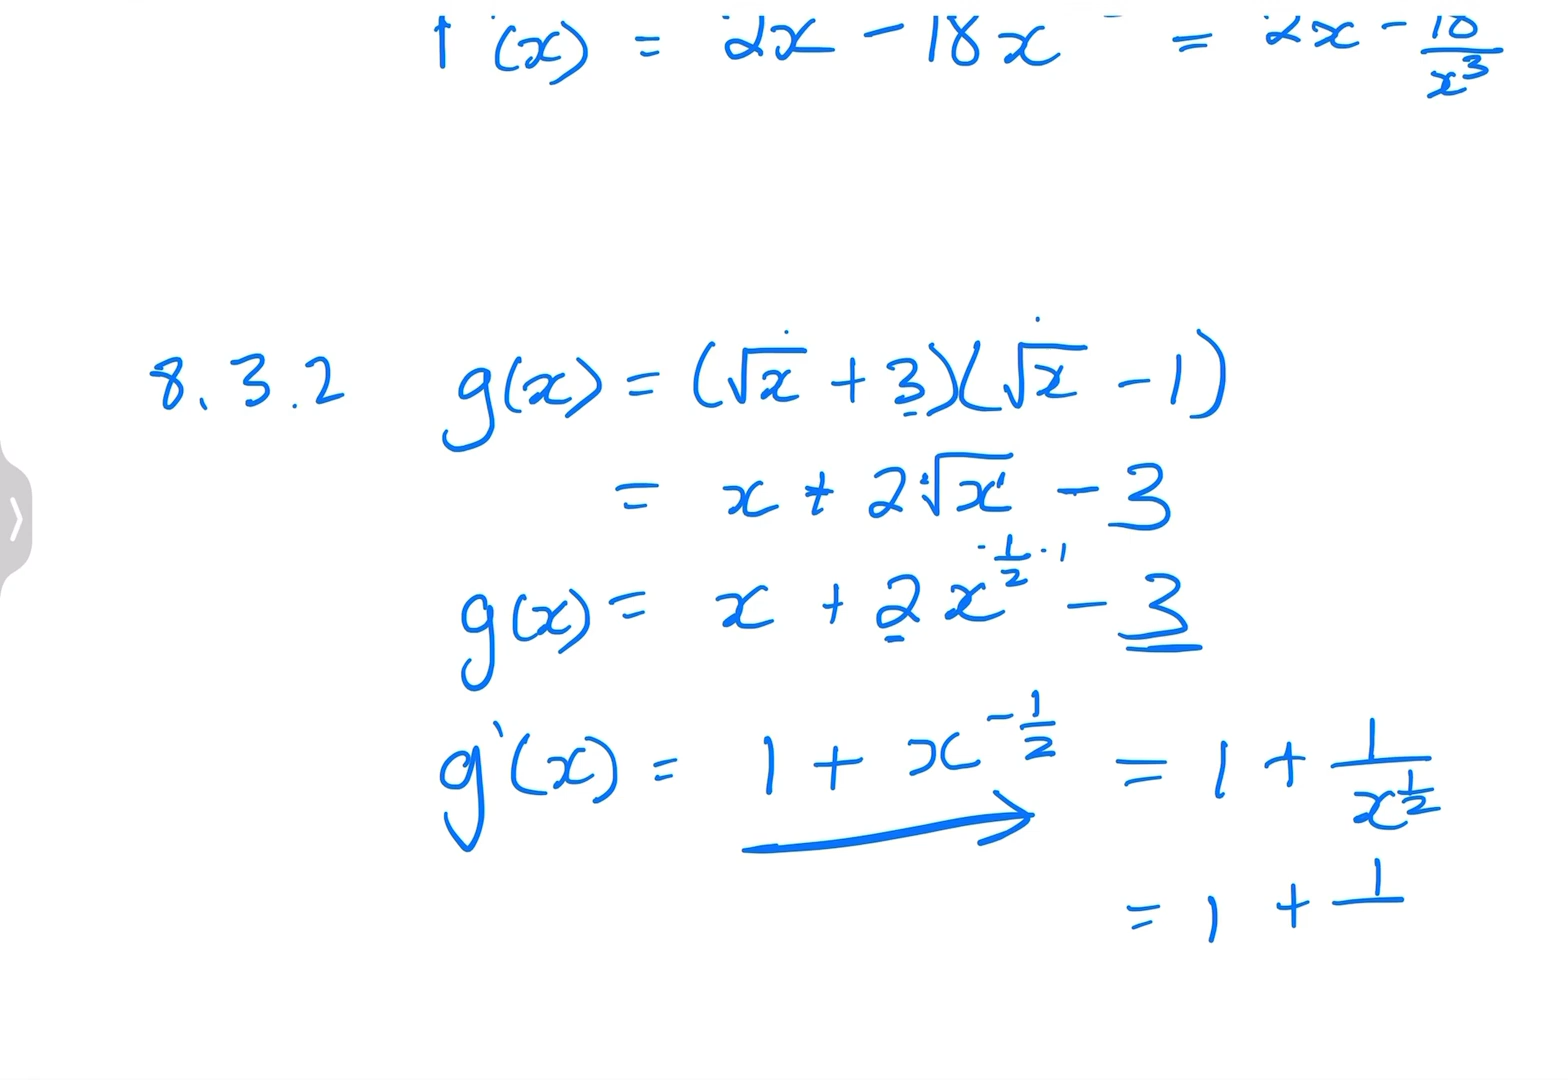 f'(x) = 2x - 18x = 2x - 18/x³
8.3.2 g(x) = (√x + 3)(√x - 1)
= x + 2√x - 3
g(x) = x + 2x^(1/2) - 3
g'(x) = 1 + x^(-1/2) = 1 + 1/x^(1/2)
= 1 + 1/